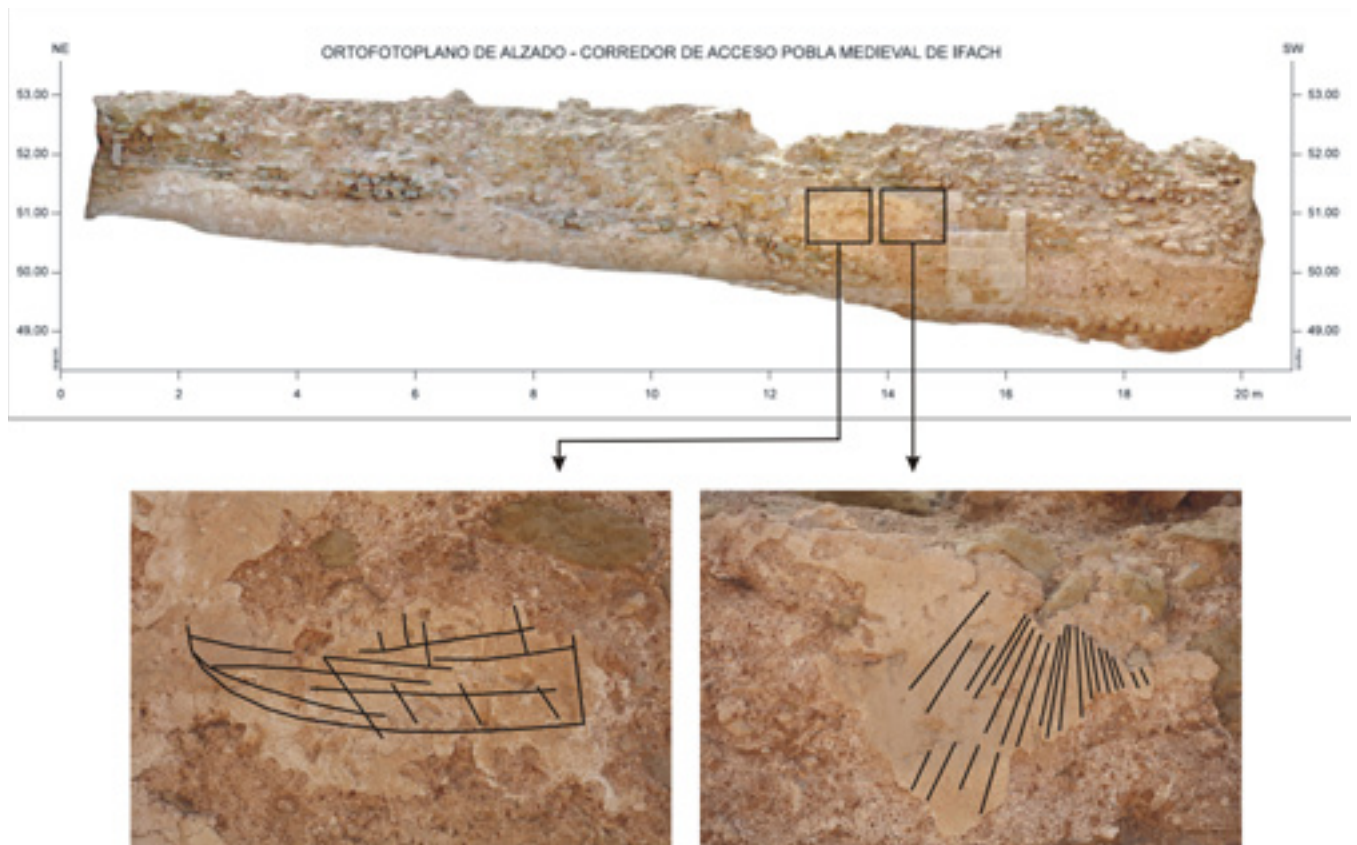 NE
SW
ORTOFOTOPLANO DE ALZADO - CORREDOR DE ACCESO POBLA MEDIEVAL DE IFACH
53.00 53.00
52.00 52.00
51.00 51.00
50.00 50.00
49.00 49.00
0 2 4 6 8 10 12 14 16 18 20 m